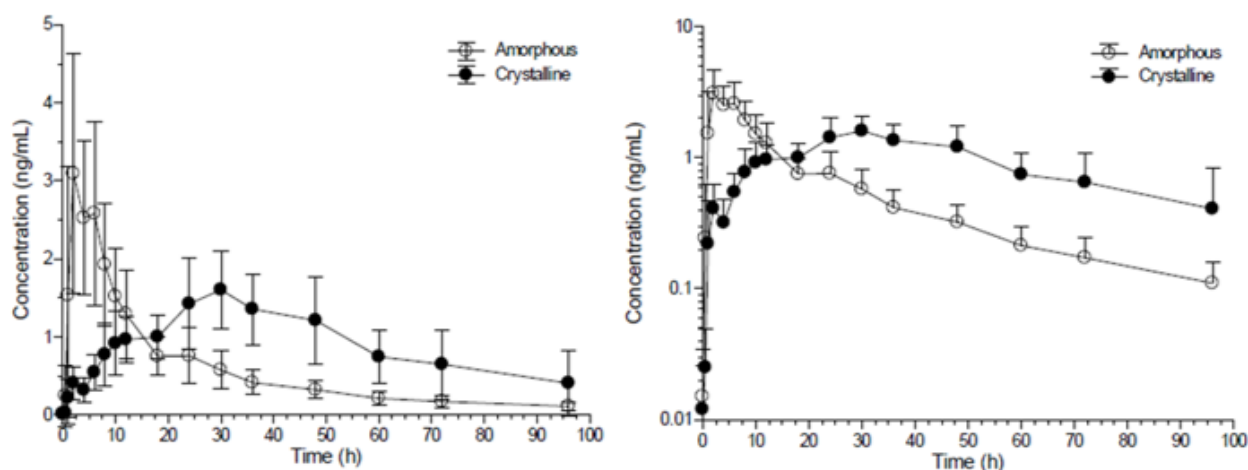 5
4
3
2
1
0
Concentration (ng/mL)
Amorphous
Crystalline
0 10 20 30 40 50 60 70 80 90 100
Time (h)
10
1
0.1
0.01
Concentration (ng/mL)
Amorphous
Crystalline
0 10 20 30 40 50 60 70 80 90 100
Time (h)